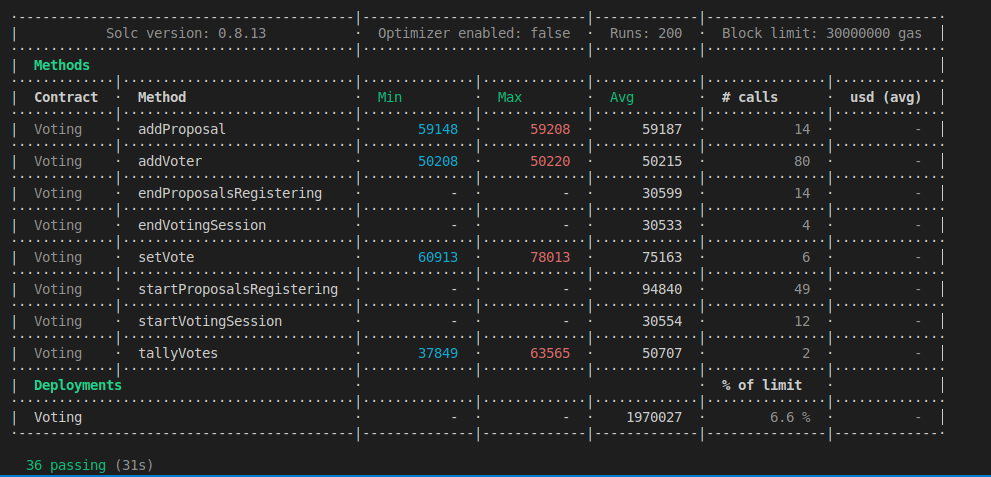 Solc version: 0.8.13 · Optimizer enabled: false · Runs: 200 · Block limit: 30000000 gas
Methods
Contract · Method · Min · Max · Avg · # calls · usd (avg)
Voting · addProposal · 59148 · 59208 · 59187 · 14 · -
Voting · addVoter · 50208 · 50220 · 50215 · 80 · -
Voting · endProposalsRegistering · - · - · 30599 · 14 · -
Voting · endVotingSession · - · - · 30533 · 4 · -
Voting · setVote · 60913 · 78013 · 75163 · 6 · -
Voting · startProposalsRegistering · - · - · 94840 · 49 · -
Voting · startVotingSession · - · - · 30554 · 12 · -
Voting · tallyVotes · 37849 · 63565 · 50707 · 2 · -
Deployments · · % of limit ·
Voting · - · - · 1970027 · 6.6 % · -
36 passing (31s)